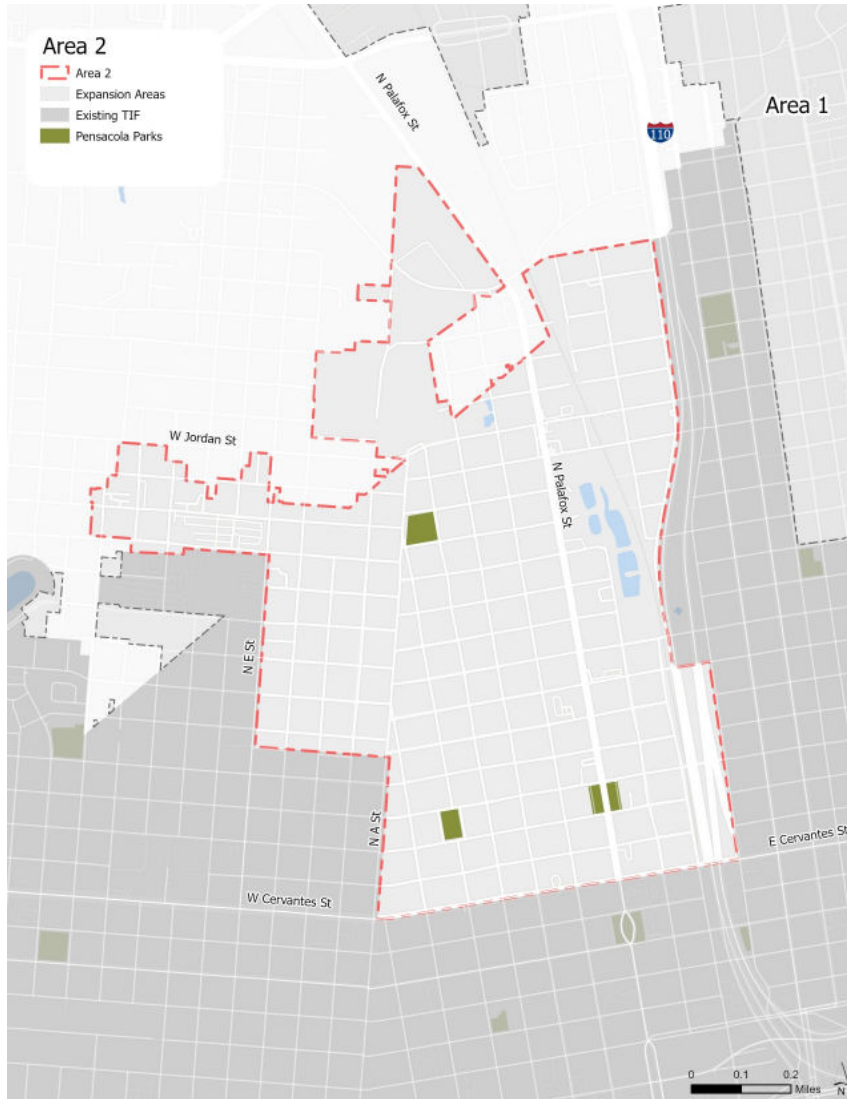 Area 2
Area 2
Expansion Areas
Existing TIF
Pensacola Parks
N Palafox St
110
Area 1
W Jordan St
N Palafox St
N E St
N A St
E Cervantes St
W Cervantes St
0 0.1 0.2
Miles
N